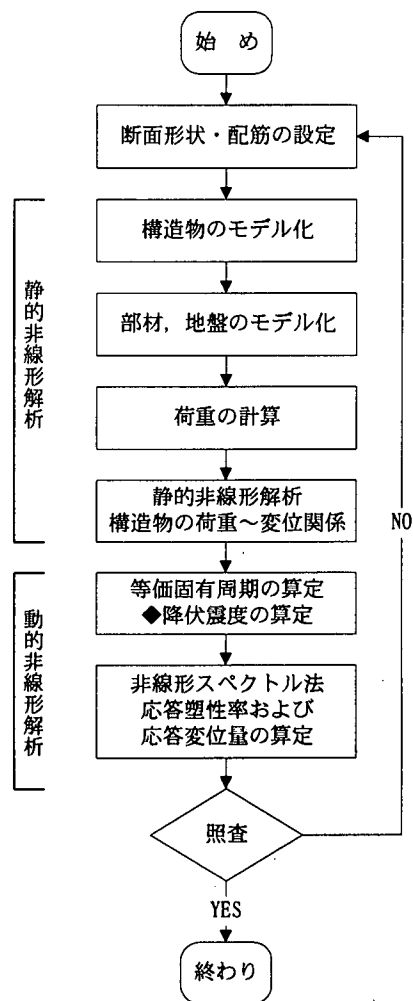 始 め
断面形状・配筋の設定
静的非線形解析
構造物のモデル化
部材，地盤のモデル化
荷重の計算
静的非線形解析
構造物の荷重～変位関係
NO
動的非線形解析
等価固有周期の算定
◆降伏震度の算定
非線形スペクトル法
応答塑性率および
応答変位量の算定
照査
YES
終わり